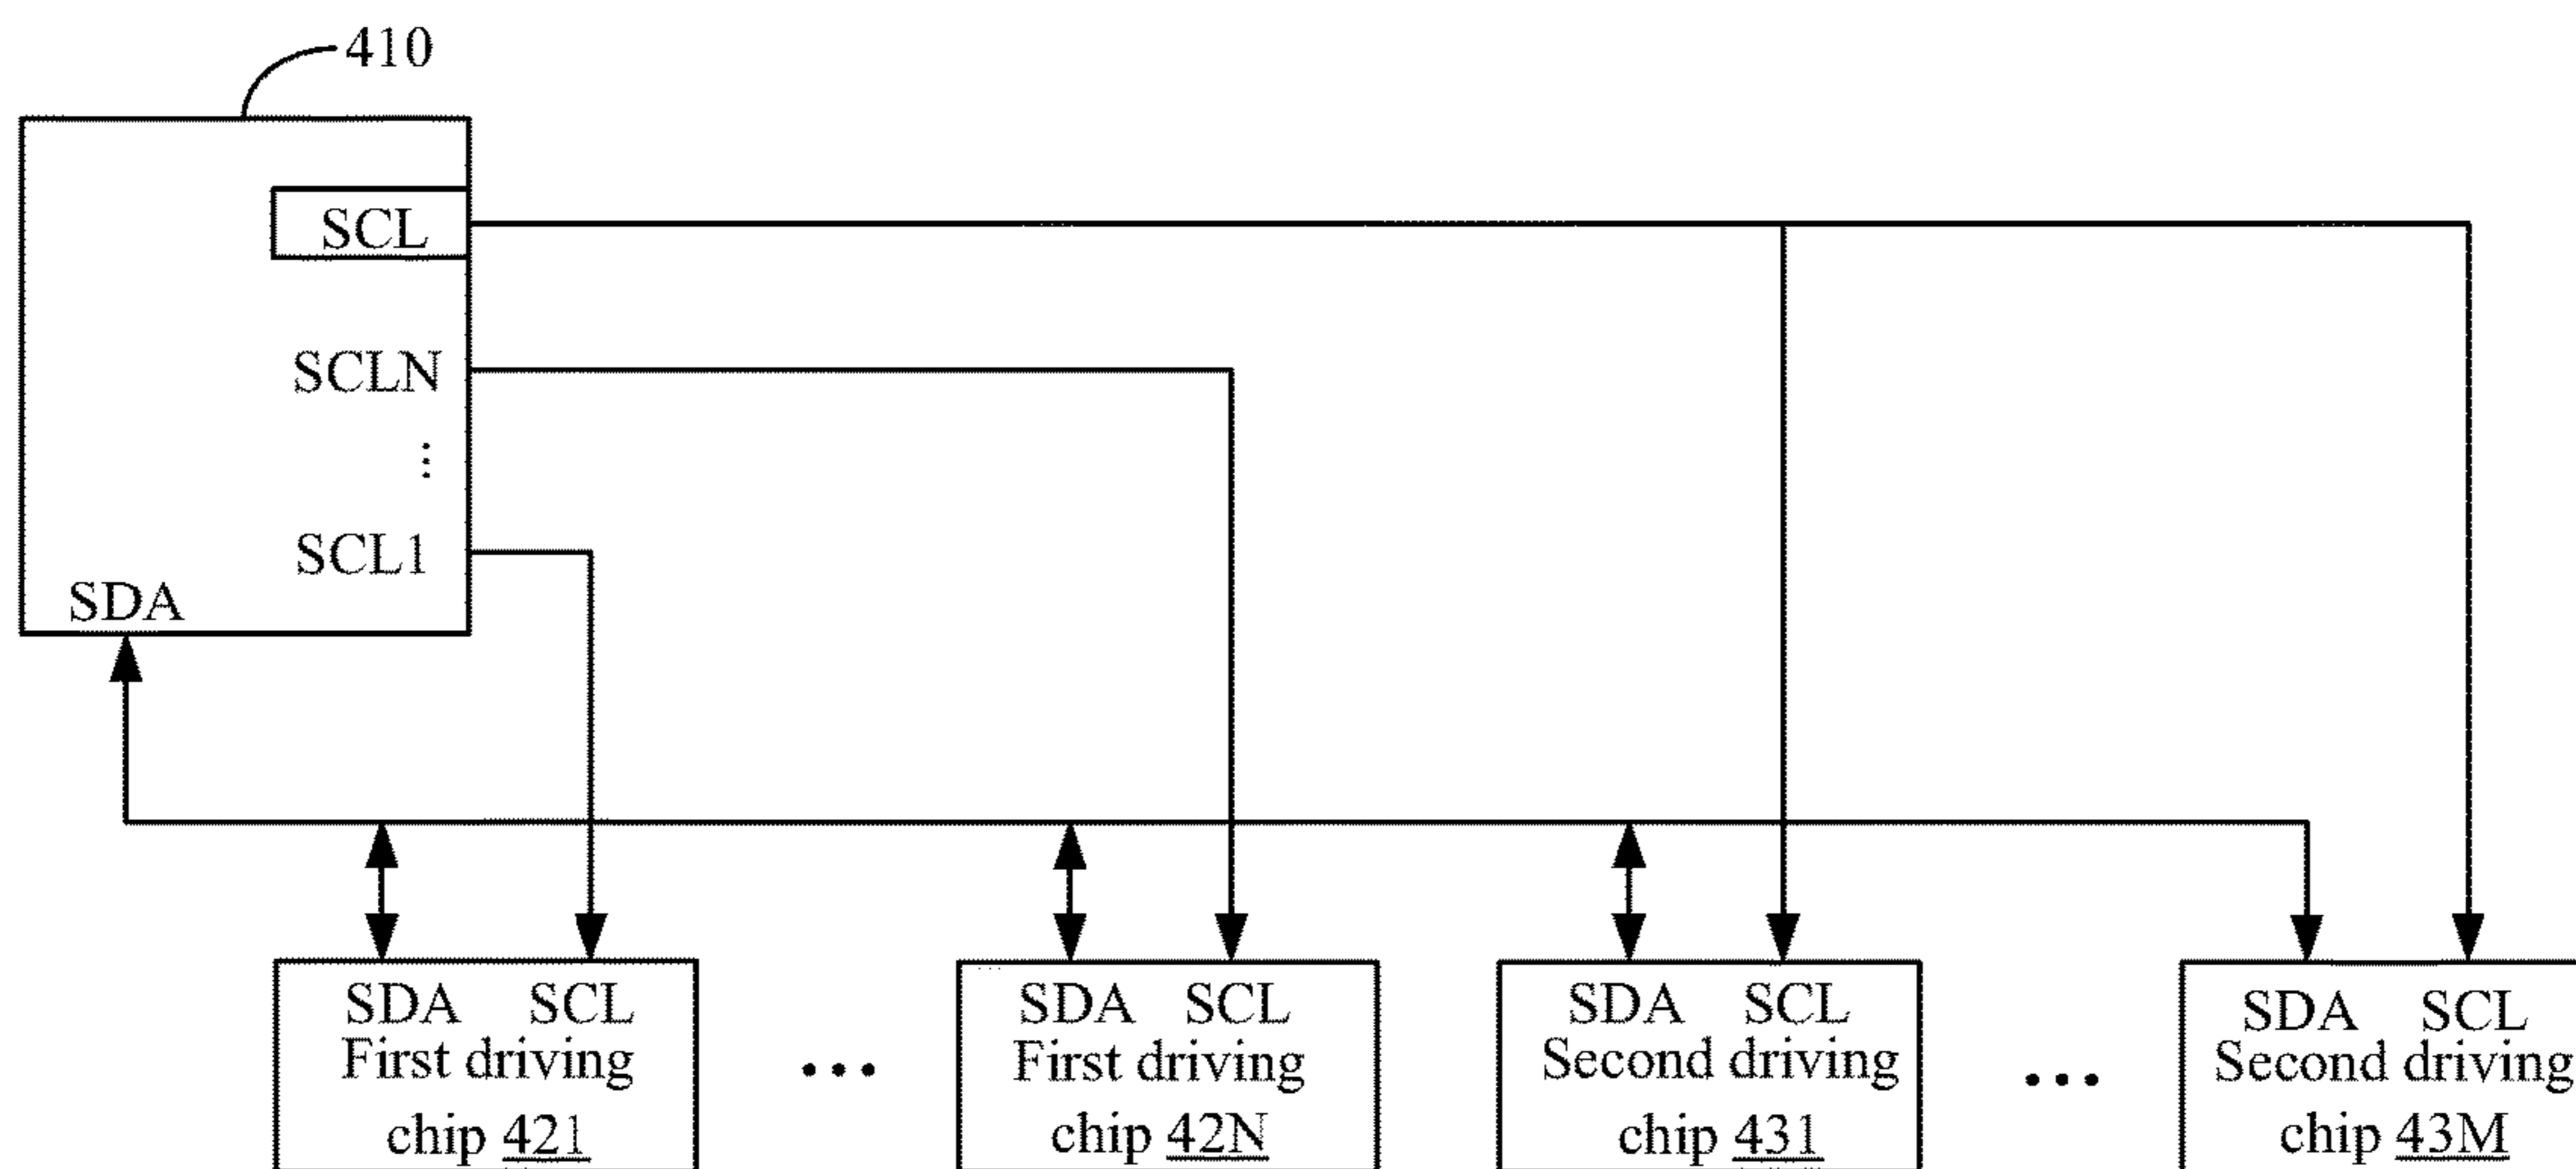 410
SCL
SCLN
⋮
SCL1
SDA
SDA SCL
First driving
chip 421
...
SDA SCL
First driving
chip 42N
SDA SCL
Second driving
chip 431
...
SDA SCL
Second driving
chip 43M